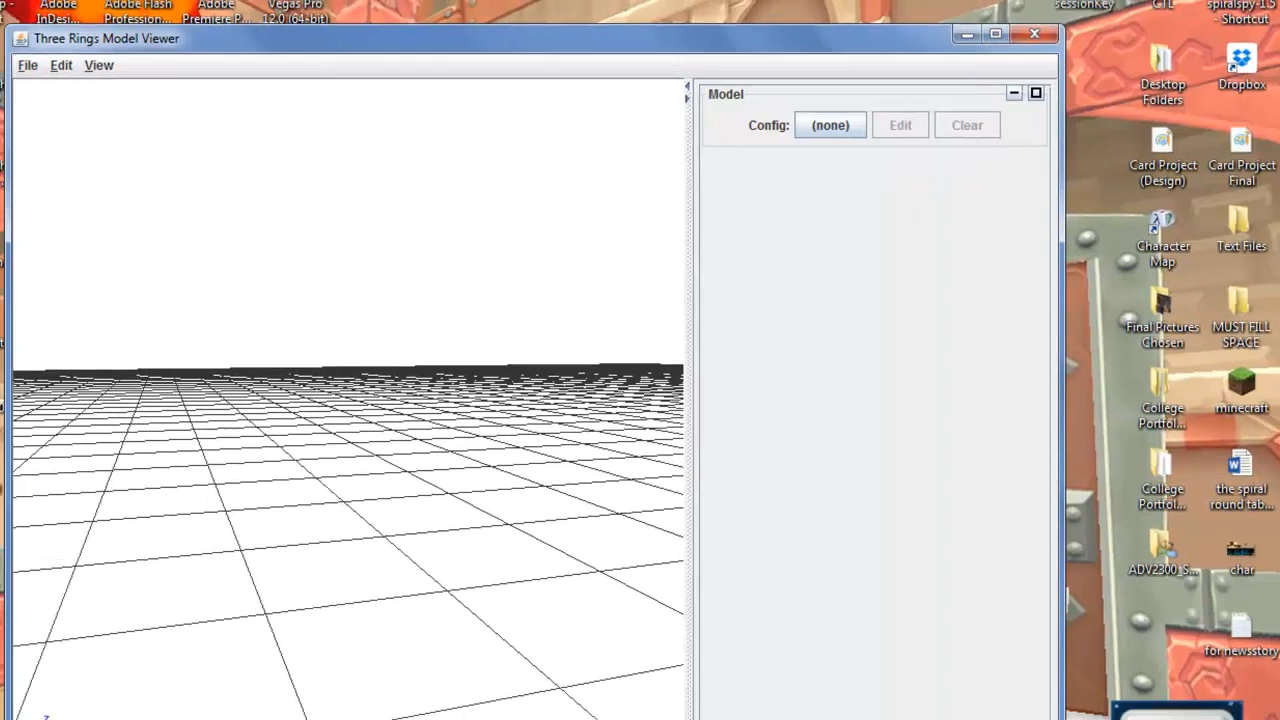 Adobe
InDesi...
Adobe Flash
Profession...
Adobe
Premiere P...
Vegas Pro
12.0 (64-bit)
sessionKey
CTL
spiralspy-1.5
- Shortcut
Three Rings Model Viewer
File Edit View
Model
Config: (none) Edit Clear
Desktop
Folders
Dropbox
Card Project
(Design)
Card Project
Final
Character
Map
Text Files
Final Pictures
Chosen
MUST FILL
SPACE
College
Portfol...
minecraft
College
Portfol...
the spiral
round tab...
ADV2300_S...
char
for newsstory
z